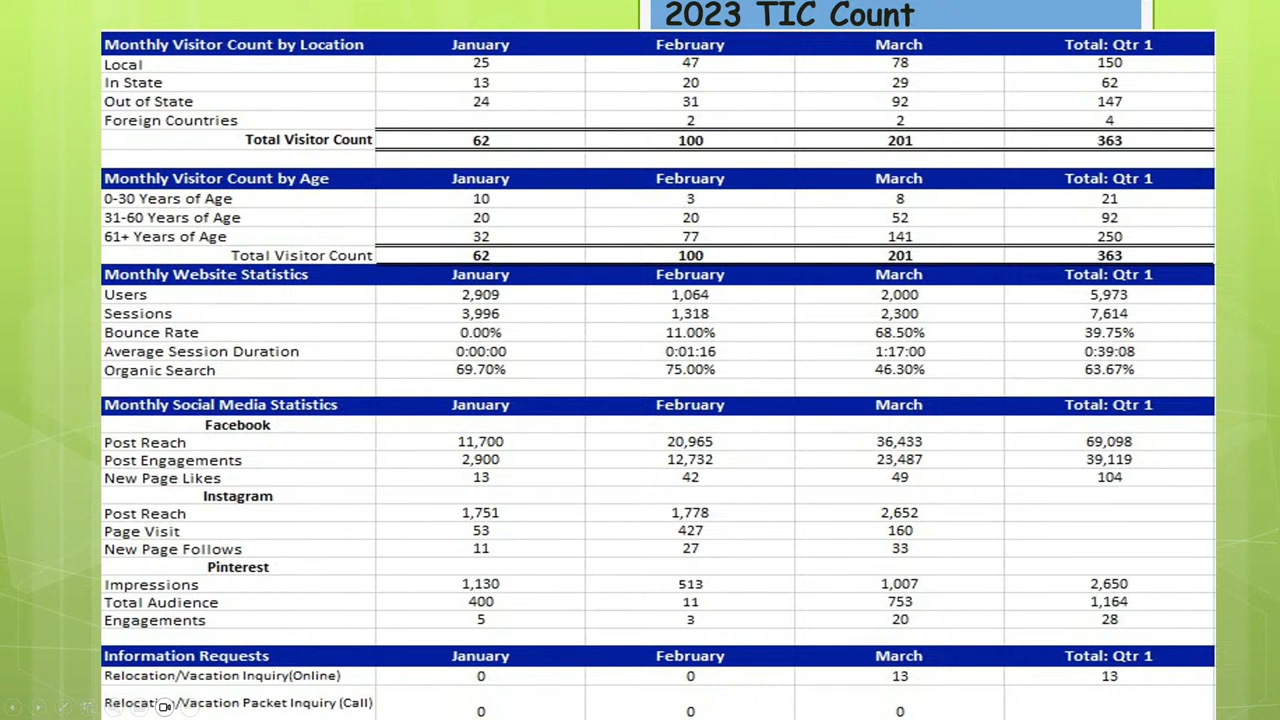 2023 TIC Count
Monthly Visitor Count by Location January February March Total: Qtr 1
Local 25 47 78 150
In State 13 20 29 62
Out of State 24 31 92 147
Foreign Countries 2 2 4
Total Visitor Count 62 100 201 363
Monthly Visitor Count by Age January February March Total: Qtr 1
0-30 Years of Age 10 3 8 21
31-60 Years of Age 20 20 52 92
61+ Years of Age 32 77 141 250
Total Visitor Count 62 100 201 363
Monthly Website Statistics January February March Total: Qtr 1
Users 2,909 1,064 2,000 5,973
Sessions 3,996 1,318 2,300 7,614
Bounce Rate 0.00% 11.00% 68.50% 39.75%
Average Session Duration 0:00:00 0:01:16 1:17:00 0:39:08
Organic Search 69.70% 75.00% 46.30% 63.67%
Monthly Social Media Statistics January February March Total: Qtr 1
Facebook
Post Reach 11,700 20,965 36,433 69,098
Post Engagements 2,900 12,732 23,487 39,119
New Page Likes 13 42 49 104
Instagram
Post Reach 1,751 1,778 2,652
Page Visit 53 427 160
New Page Follows 11 27 33
Pinterest
Impressions 1,130 513 1,007 2,650
Total Audience 400 11 753 1,164
Engagements 5 3 20 28
Information Requests January February March Total: Qtr 1
Relocation/Vacation Inquiry(Online) 0 0 13 13
Relocation/Vacation Packet Inquiry (Call) 0 0 0